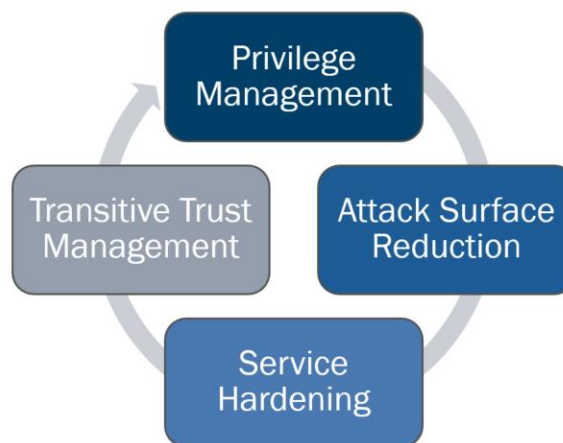 Privilege
Management
Transitive Trust
Management
Attack Surface
Reduction
Service
Hardening